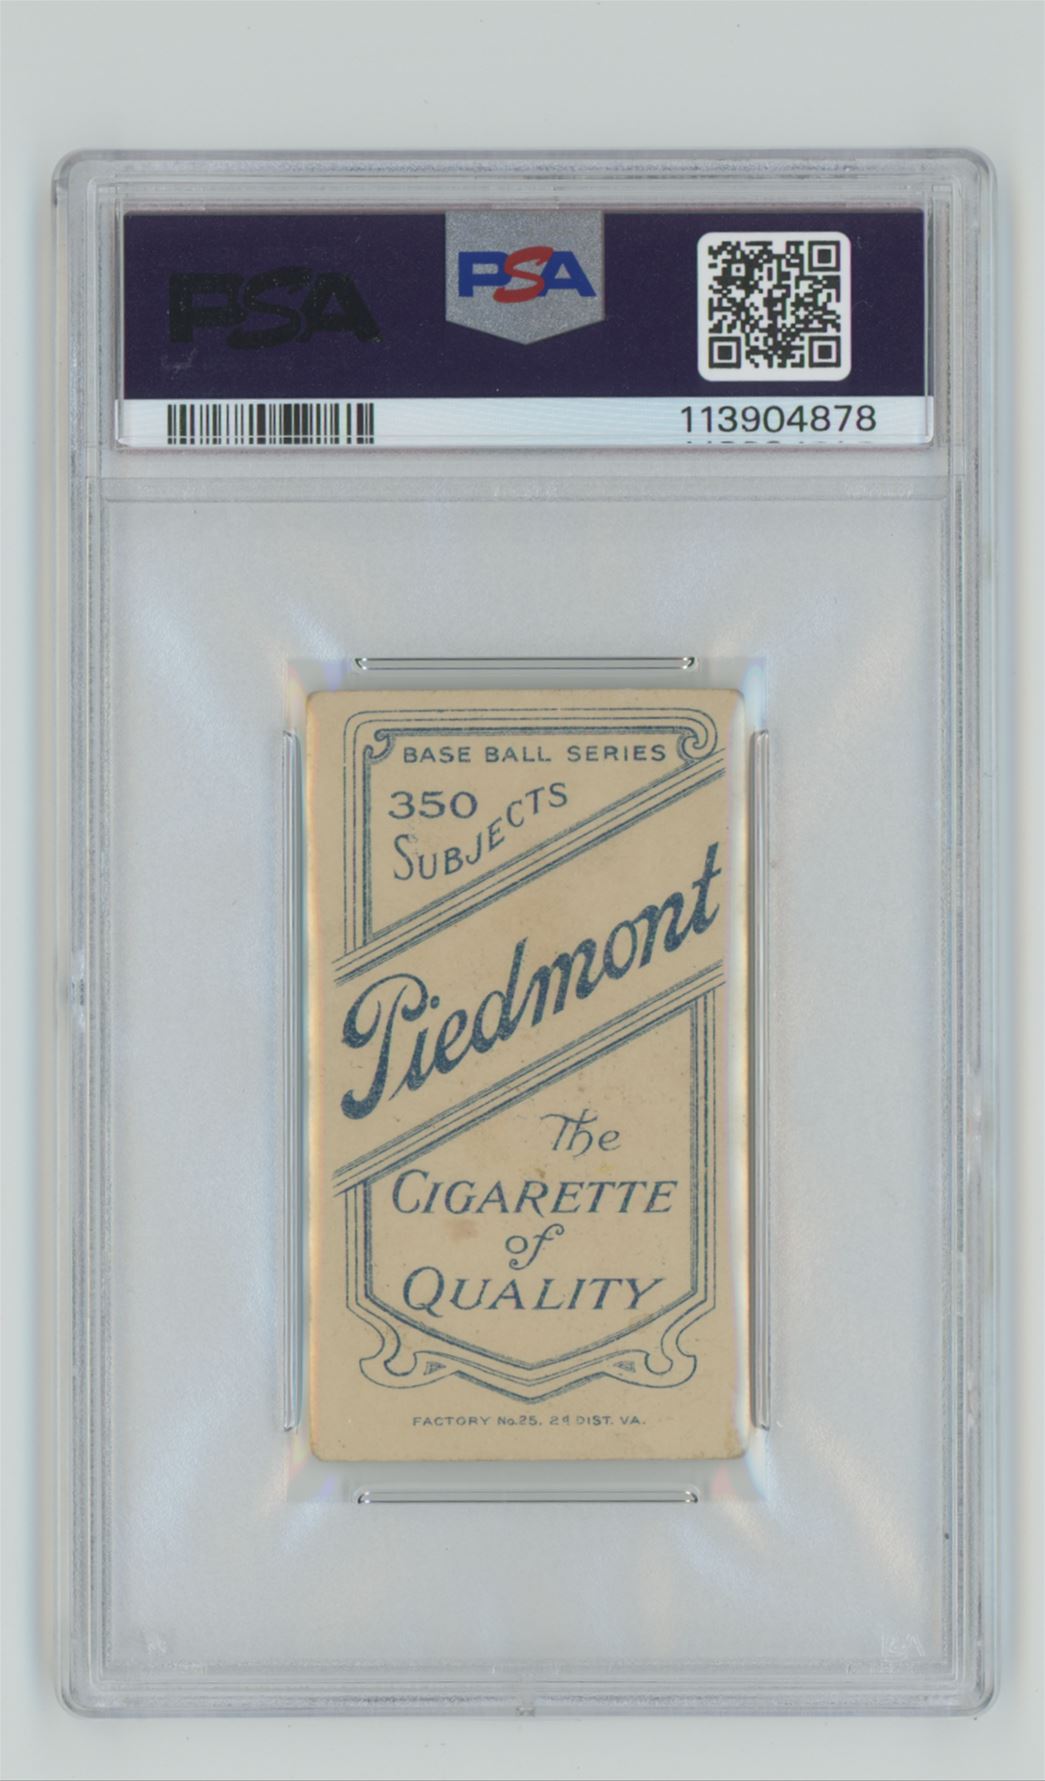 PSA
PSA
113904878
BASE BALL SERIES
350
SUBJECTS
Piedmont
The
CIGARETTE
of
QUALITY
FACTORY No.25. 2d DIST. VA.